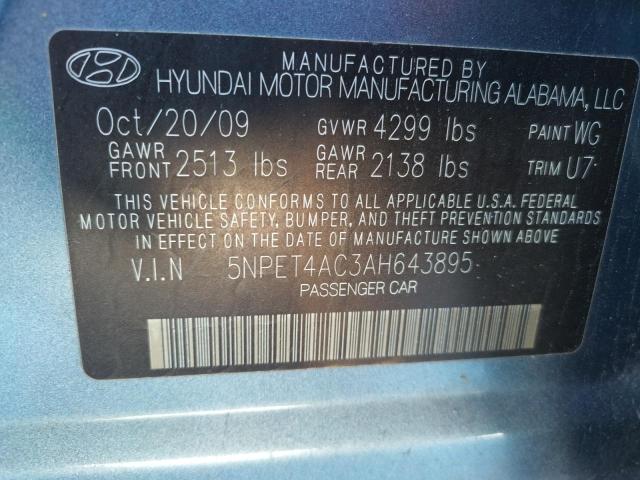 MANUFACTURED BY
HYUNDAI MOTOR MANUFACTURING ALABAMA, LLC
Oct/20/09 GVWR 4299 lbs PAINT WG
GAWR FRONT 2513 lbs GAWR REAR 2138 lbs TRIM U7
THIS VEHICLE CONFORMS TO ALL APPLICABLE U.S.A. FEDERAL
MOTOR VEHICLE SAFETY, BUMPER, AND THEFT PREVENTION STANDARDS
IN EFFECT ON THE DATE OF MANUFACTURE SHOWN ABOVE
V.I.N 5NPET4AC3AH643895
PASSENGER CAR